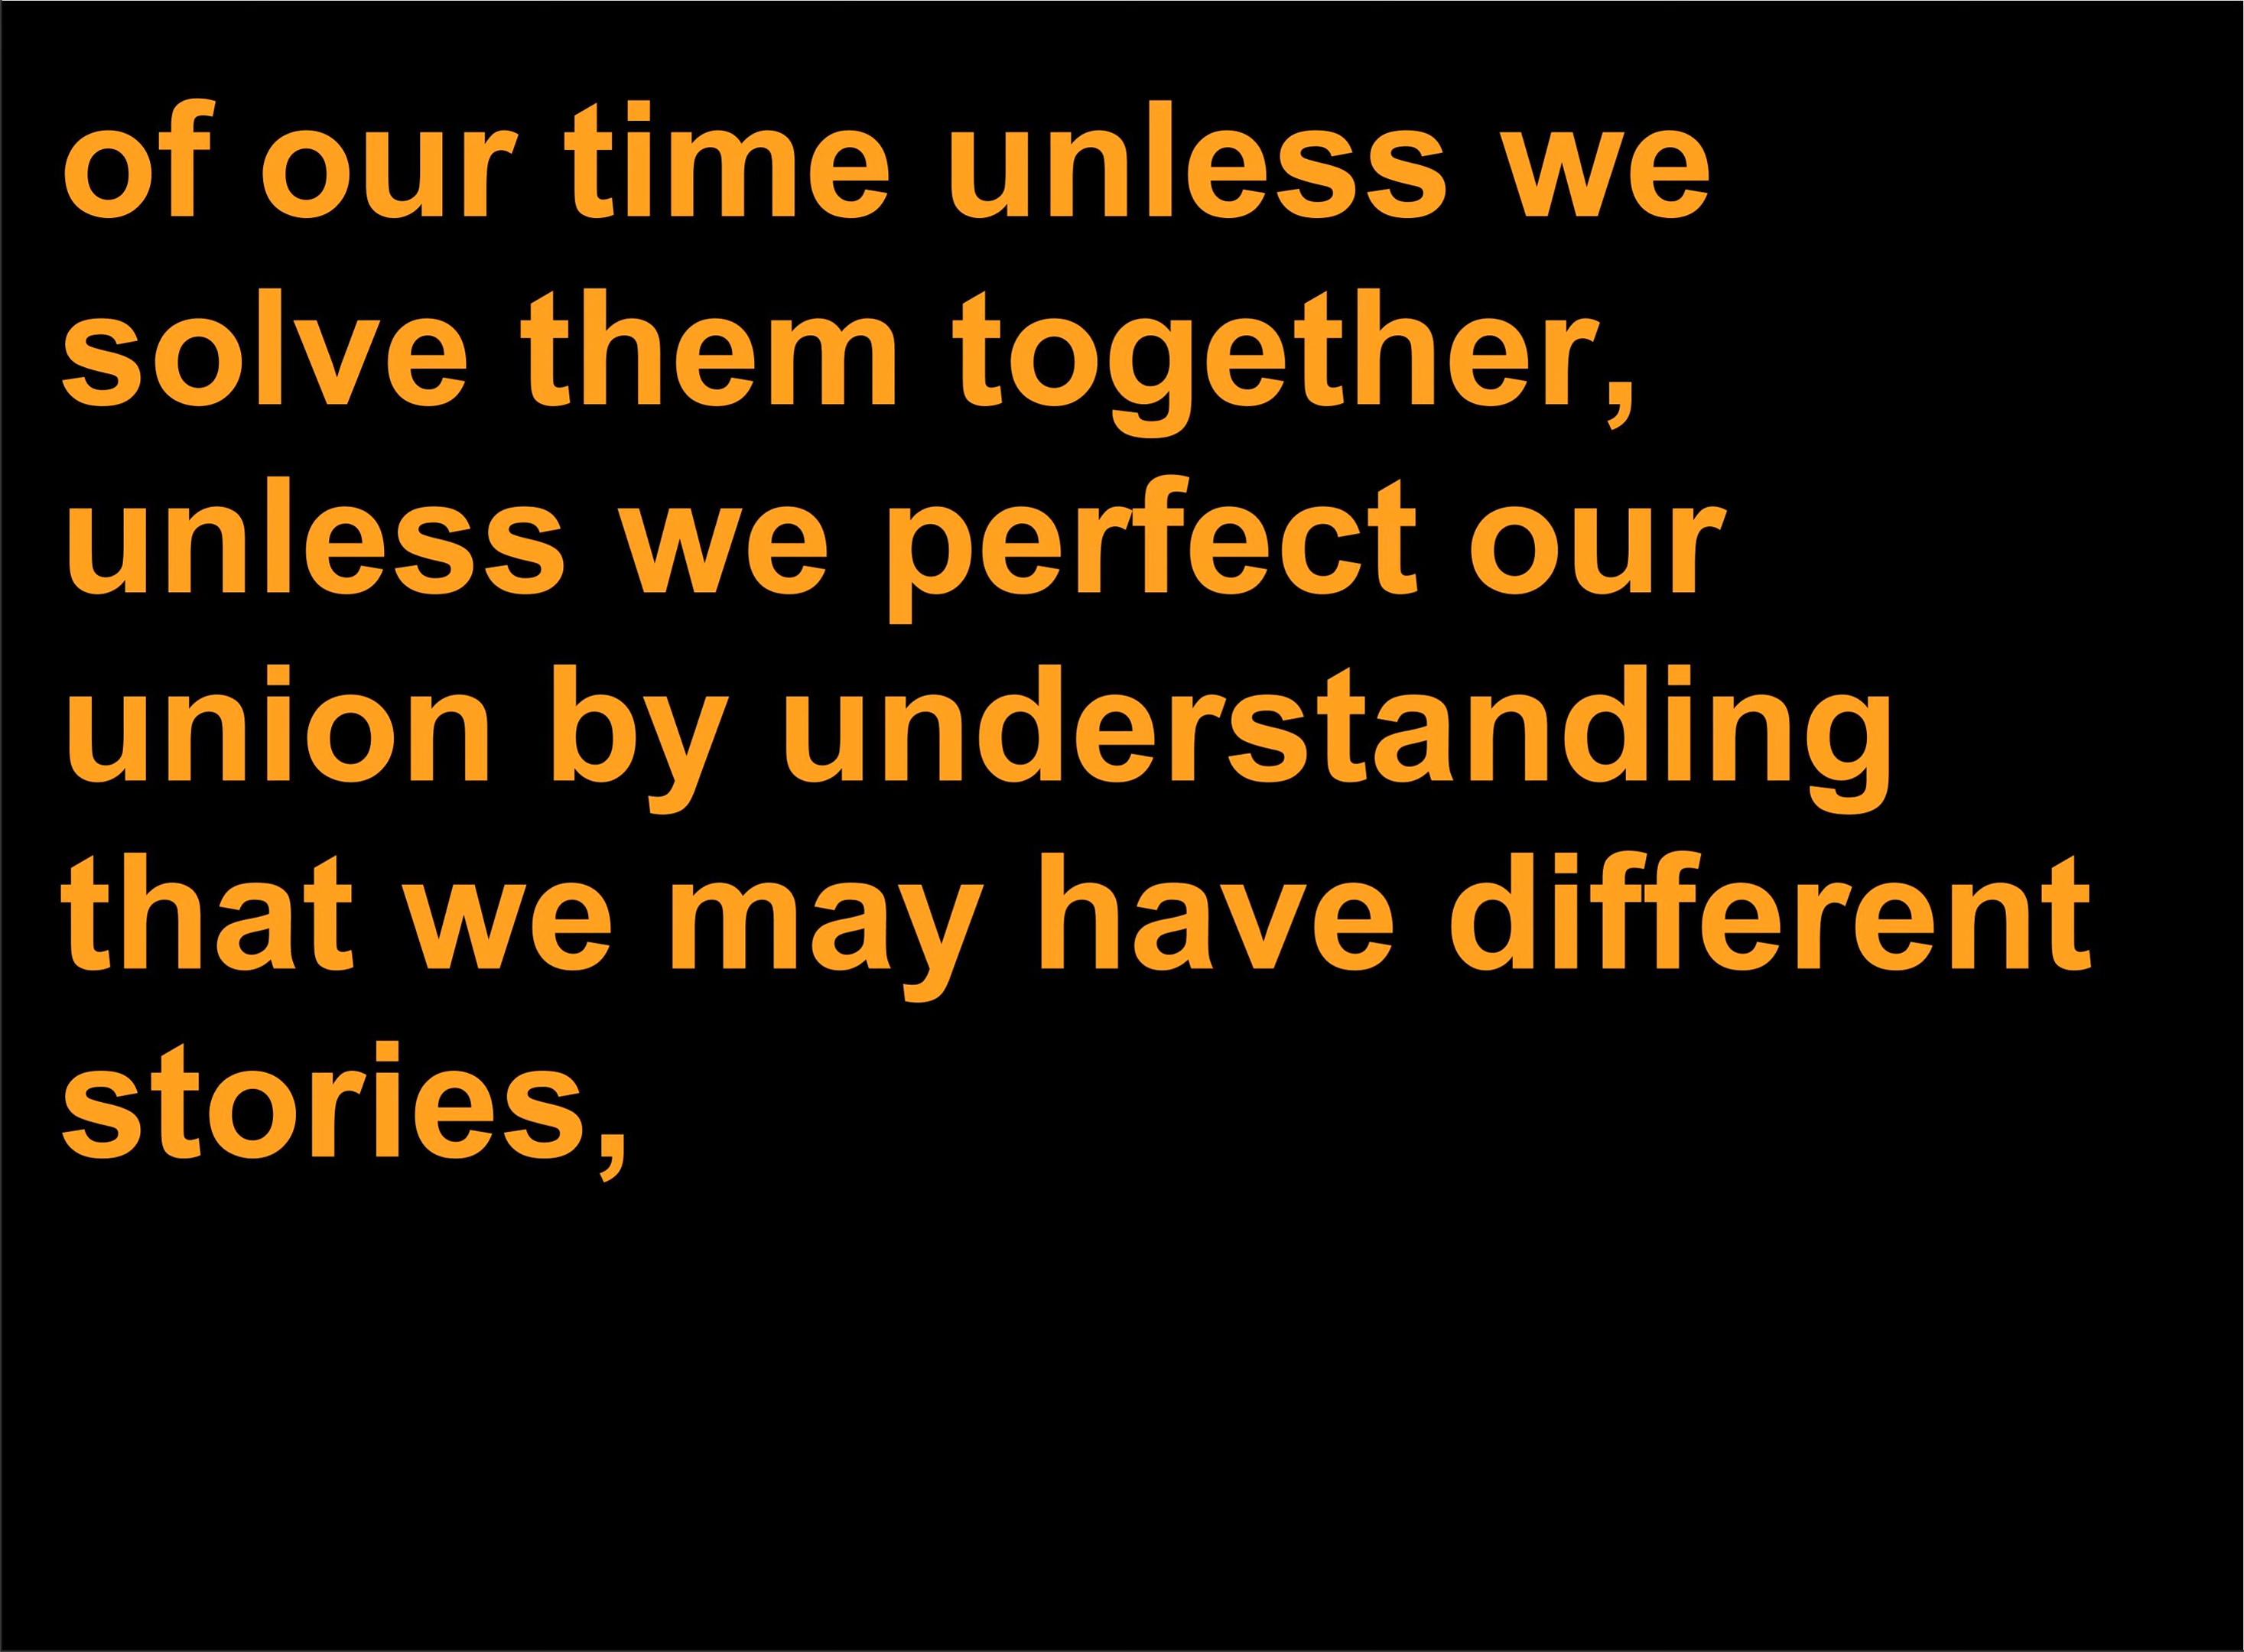 of our time unless we
solve them together,
unless we perfect our
union by understanding
that we may have different
stories,